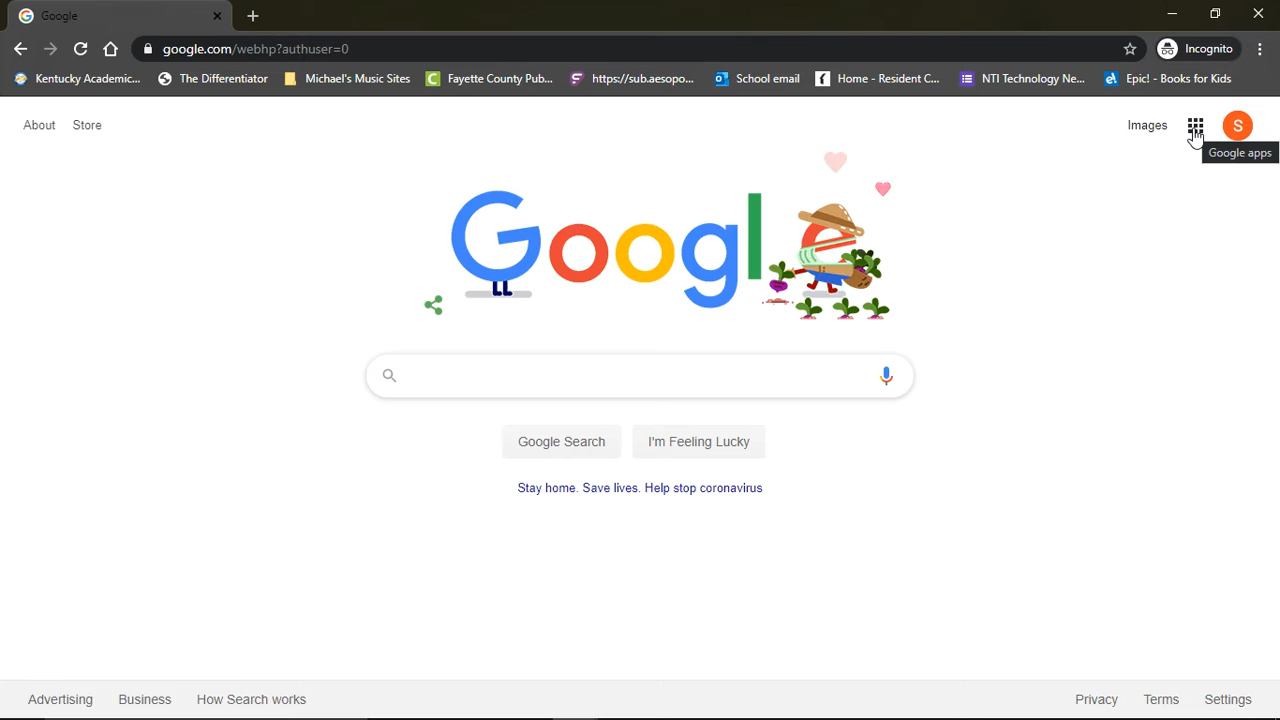 Google
google.com/webhp?authuser=0
Incognito
Kentucky Academic...
The Differentiator
Michael's Music Sites
Fayette County Pub...
https://sub.aesopo...
School email
Home - Resident C...
NTI Technology Ne...
Epic! - Books for Kids
About
Store
Images
S
Google apps
Google
Google Search
I'm Feeling Lucky
Stay home. Save lives. Help stop coronavirus
Advertising
Business
How Search works
Privacy
Terms
Settings